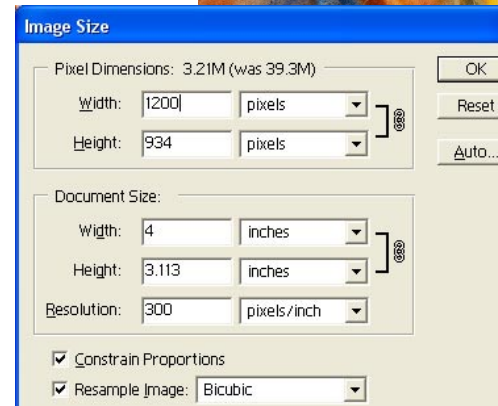 Image Size
Pixel Dimensions: 3.21M (was 39.3M)
OK
Width: 1200 pixels
Reset
Height: 934 pixels
Auto...
Document Size:
Width: 4 inches
Height: 3.113 inches
Resolution: 300 pixels/inch
Constrain Proportions
Resample Image: Bicubic